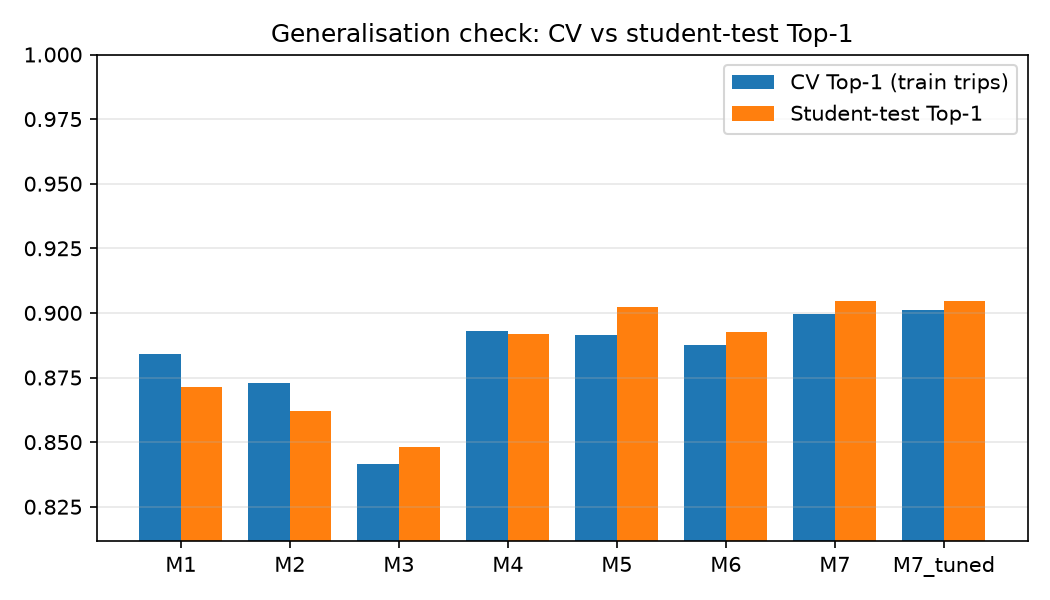 Generalisation check: CV vs student-test Top-1
1.000
0.975
0.950
0.925
0.900
0.875
0.850
0.825
CV Top-1 (train trips)
Student-test Top-1
M1 M2 M3 M4 M5 M6 M7 M7_tuned